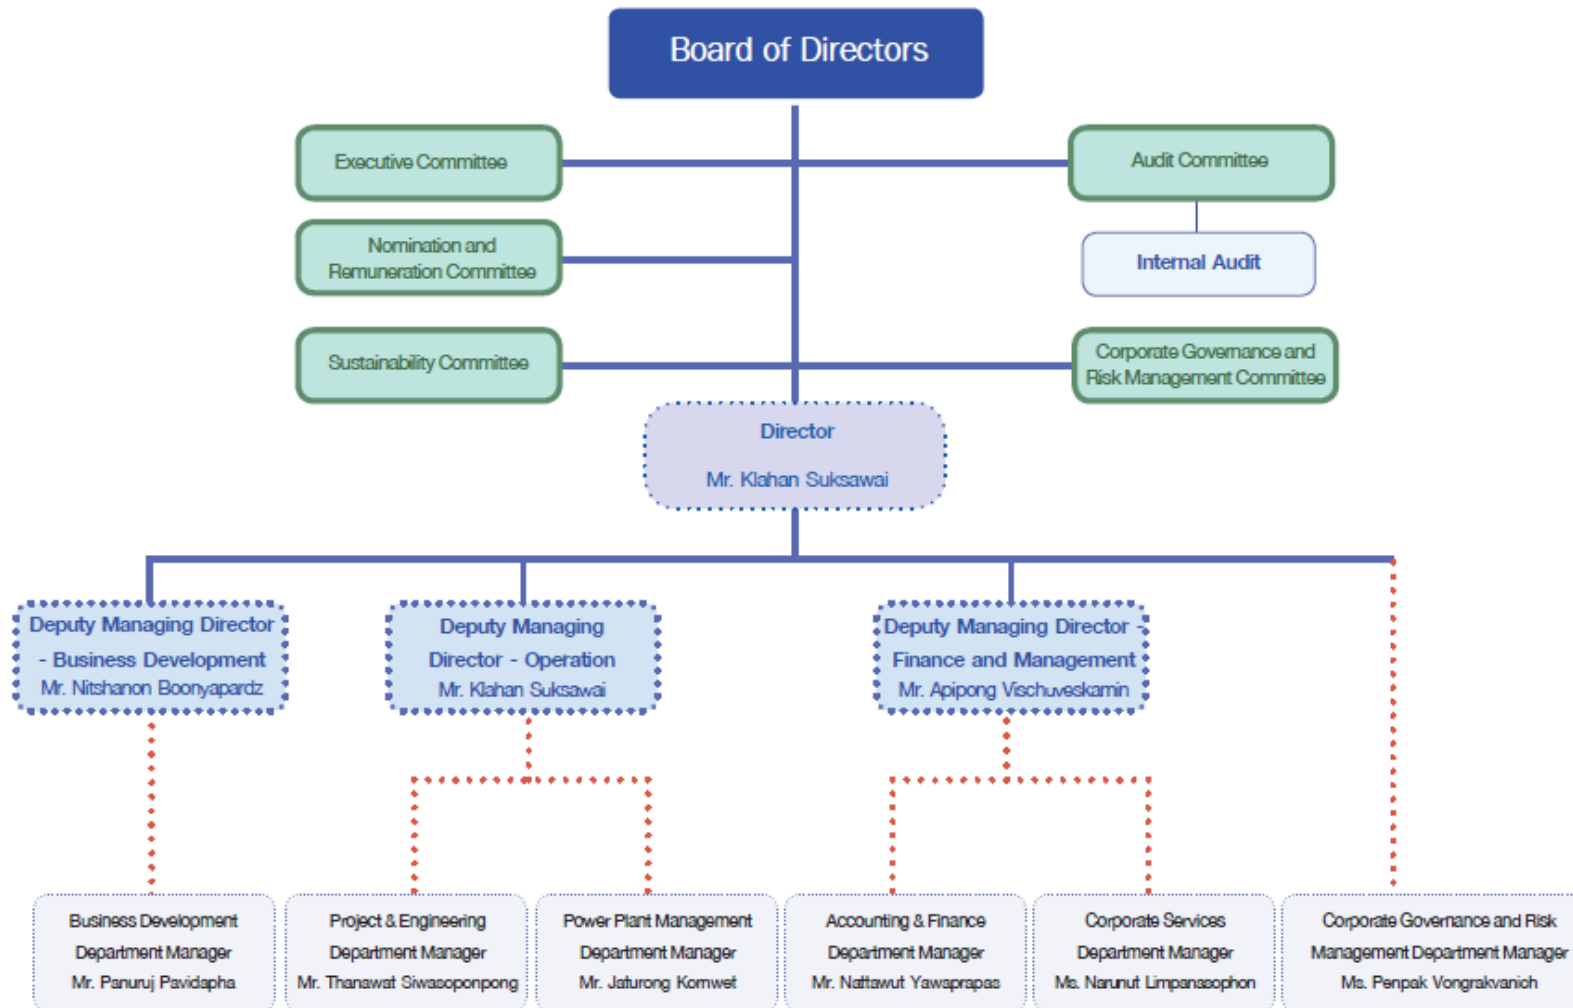 Board of Directors
Executive Committee
Audit Committee
Nomination and
Remuneration Committee
Internal Audit
Sustainability Committee
Corporate Governance and
Risk Management Committee
Director
Mr. Klahan Suksawai
Deputy Managing Director
- Business Development
Mr. Nitshanon Boonyapardz
Deputy Managing
Director - Operation
Mr. Klahan Suksawai
Deputy Managing Director -
Finance and Management
Mr. Apipong Vischuveskamin
Business Development
Department Manager
Mr. Panuruj Pavidapha
Project & Engineering
Department Manager
Mr. Thanawat Siwasoponpong
Power Plant Management
Department Manager
Mr. Jaturong Kornwet
Accounting & Finance
Department Manager
Mr. Nattawut Yawaprapas
Corporate Services
Department Manager
Ms. Narunut Limpanasophon
Corporate Governance and Risk
Management Department Manager
Ms. Penpak Vongrakvanich